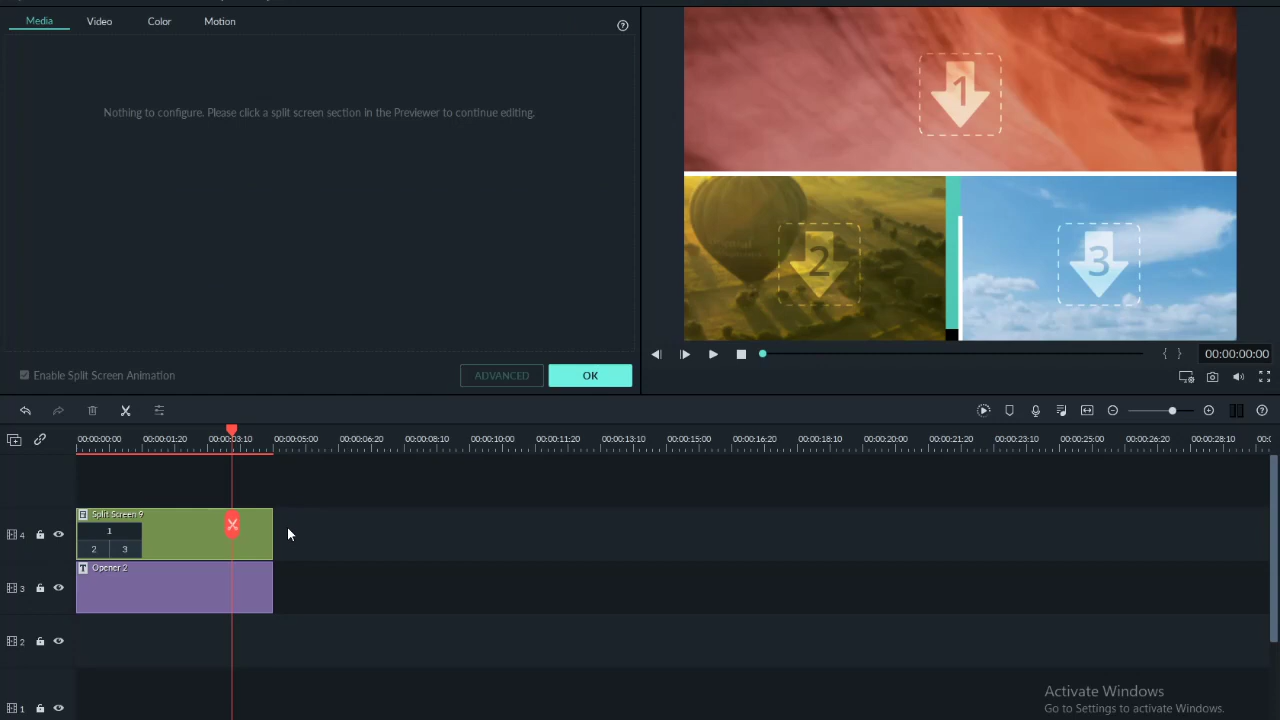 Media Video Color Motion
Nothing to configure. Please click a split screen section in the Previewer to continue editing.
Enable Split Screen Animation
ADVANCED OK
1
2 3
00:00:00:00
00:00:00:00 00:00:01:20 00:00:03:10 00:00:05:00 00:00:06:20 00:00:08:10 00:00:10:00 00:00:11:20 00:00:13:10 00:00:15:00 00:00:16:20 00:00:18:10 00:00:20:00 00:00:21:20 00:00:23:10 00:00:25:00 00:00:26:20 00:00:28:10
4 Split Screen 9
1
2 3
3 Opener 2
2
1
Activate Windows
Go to Settings to activate Windows.